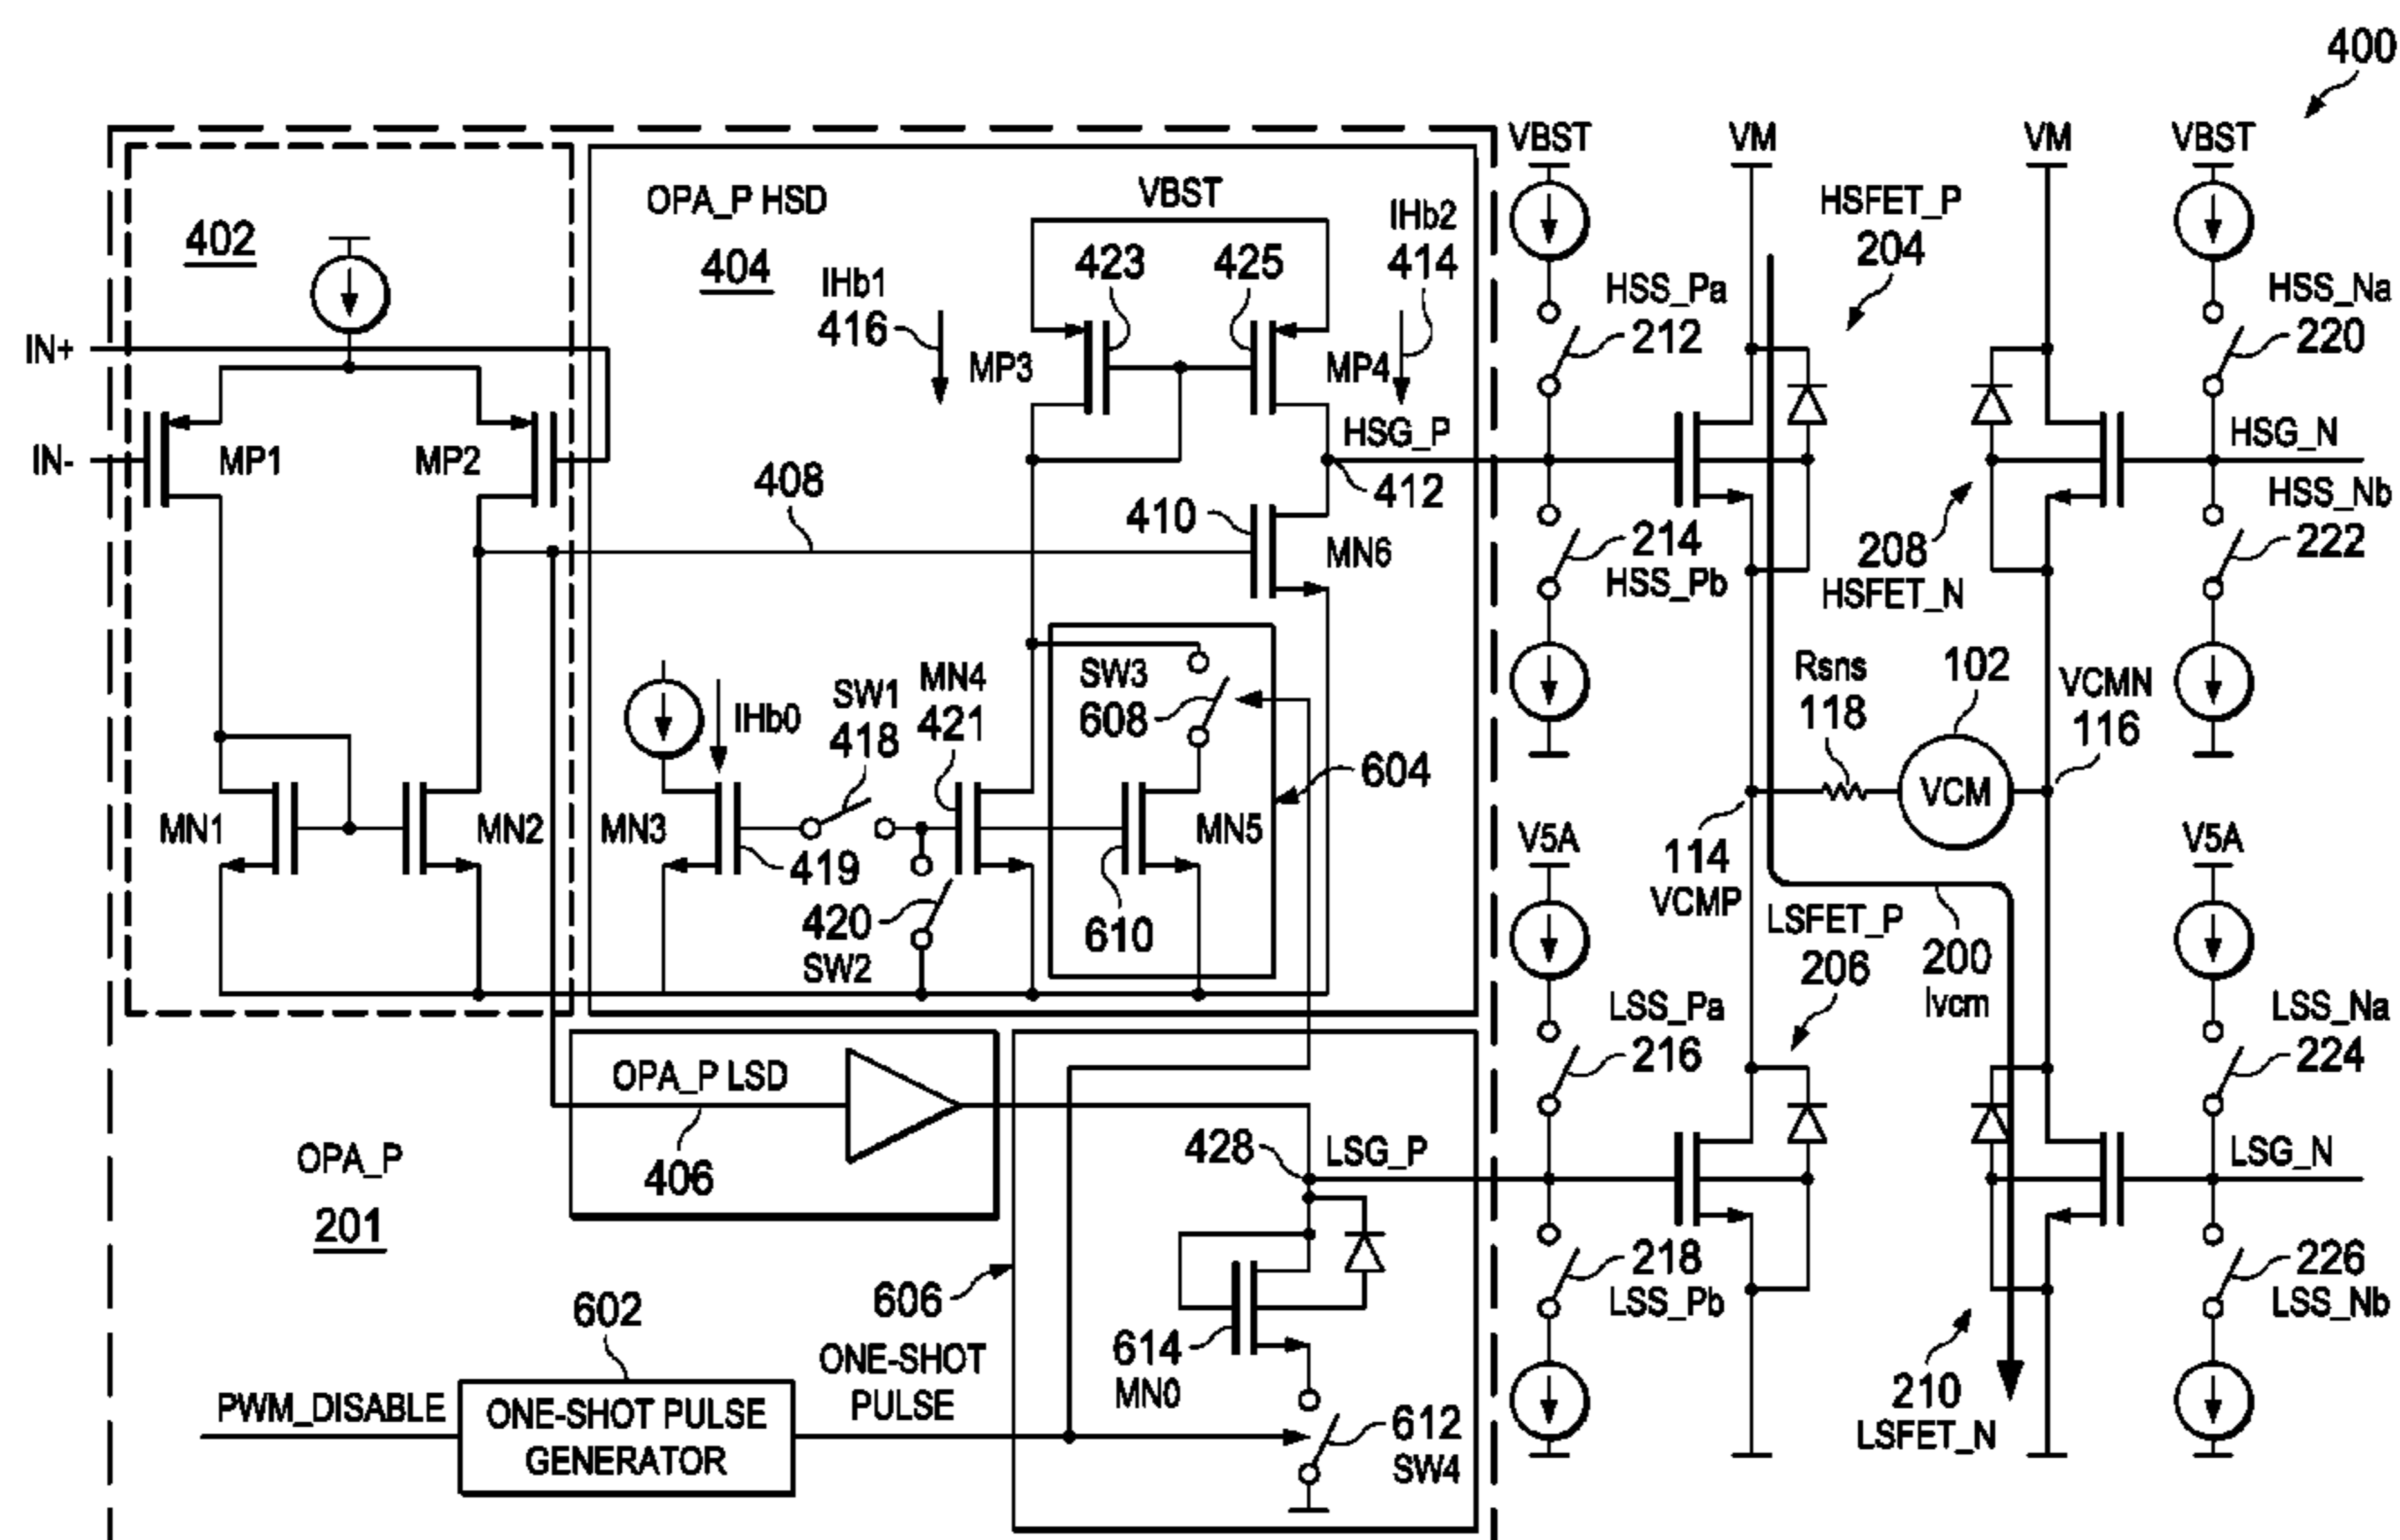 400
VBST
VM
VM
VBST
OPA_P HSD
404
VBST
IHb2
414
HSFET_P
204
402
423
425
IHb1
416
HSS_Pa
212
HSS_Na
220
IN+
MP3
MP4
IN-
MP1
MP2
HSG_P
412
HSG_N
408
410
MN6
214
HSS_Pb
208
HSFET_N
HSS_Nb
222
SW3
608
Rsns
118
102
VCMN
116
IHb0
SW1
418
MN4
421
604
VCM
MN1
MN2
MN3
419
MN5
V5A
114
VCMP
V5A
420
SW2
610
LSFET_P
206
200
Ivcm
OPA_P LSD
406
LSS_Pa
216
LSS_Na
224
OPA_P
201
428
LSG_P
LSG_N
606
218
LSS_Pb
226
LSS_Nb
602
614
MN0
PWM_DISABLE
ONE-SHOT PULSE
GENERATOR
ONE-SHOT
PULSE
612
SW4
210
LSFET_N